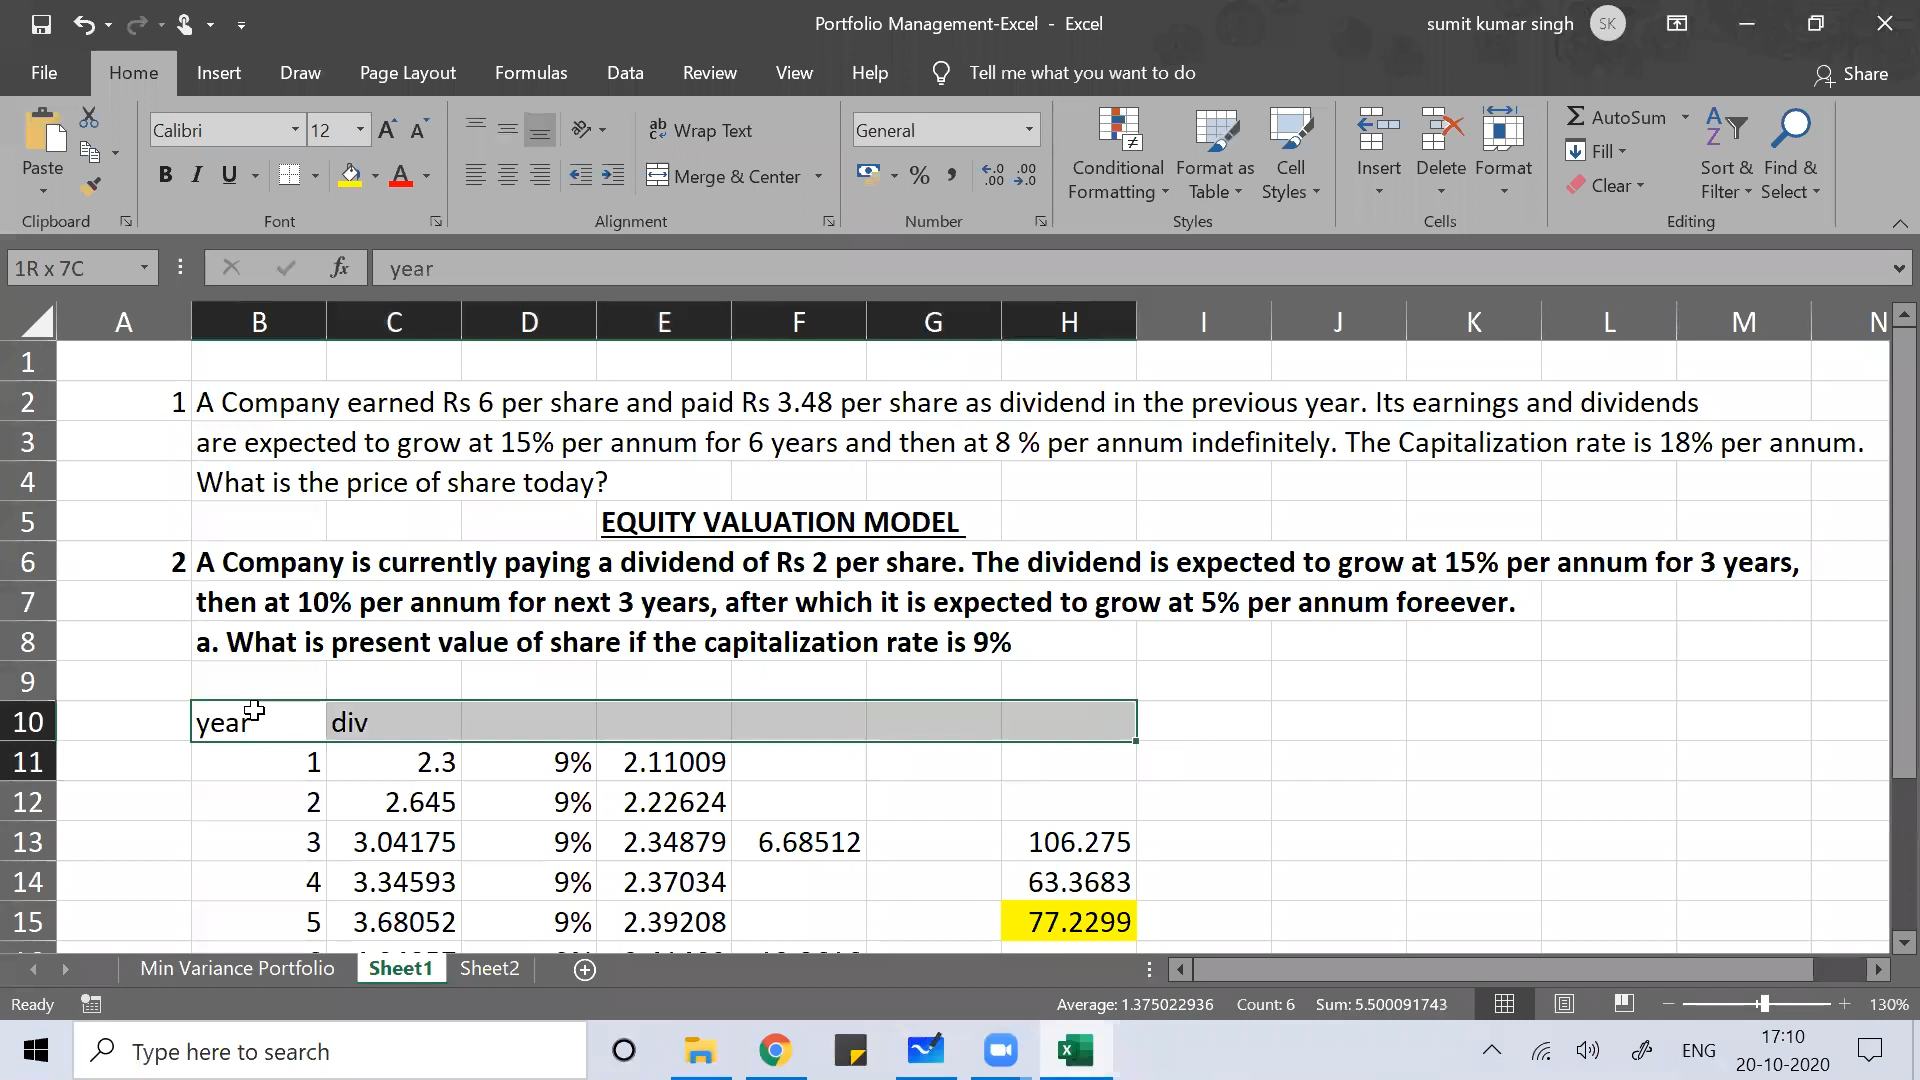 Portfolio Management-Excel - Excel
sumit kumar singh
SK
File Home Insert Draw Page Layout Formulas Data Review View Help Tell me what you want to do
Share
Paste
Clipboard
Calibri 12
B I U
Font
ab Wrap Text
Merge & Center
Alignment
General
Number
Conditional Formatting
Format as Table
Cell Styles
Styles
Insert Delete Format
Cells
AutoSum
Fill
Clear
Sort & Filter
Find & Select
Editing
1R x 7C
fx
year
A B C D E F G H I J K L M N
1
2 1 A Company earned Rs 6 per share and paid Rs 3.48 per share as dividend in the previous year. Its earnings and dividends
3 are expected to grow at 15% per annum for 6 years and then at 8 % per annum indefinitely. The Capitalization rate is 18% per annum.
4 What is the price of share today?
5 EQUITY VALUATION MODEL
6 2 A Company is currently paying a dividend of Rs 2 per share. The dividend is expected to grow at 15% per annum for 3 years,
7 then at 10% per annum for next 3 years, after which it is expected to grow at 5% per annum foreever.
8 a. What is present value of share if the capitalization rate is 9%
9
10 year div
11 1 2.3 9% 2.11009
12 2 2.645 9% 2.22624
13 3 3.04175 9% 2.34879 6.68512 106.275
14 4 3.34593 9% 2.37034 63.3683
15 5 3.68052 9% 2.39208 77.2299
Min Variance Portfolio Sheet1 Sheet2
Ready
Average: 1.375022936 Count: 6 Sum: 5.500091743
130%
Type here to search
ENG
17:10
20-10-2020